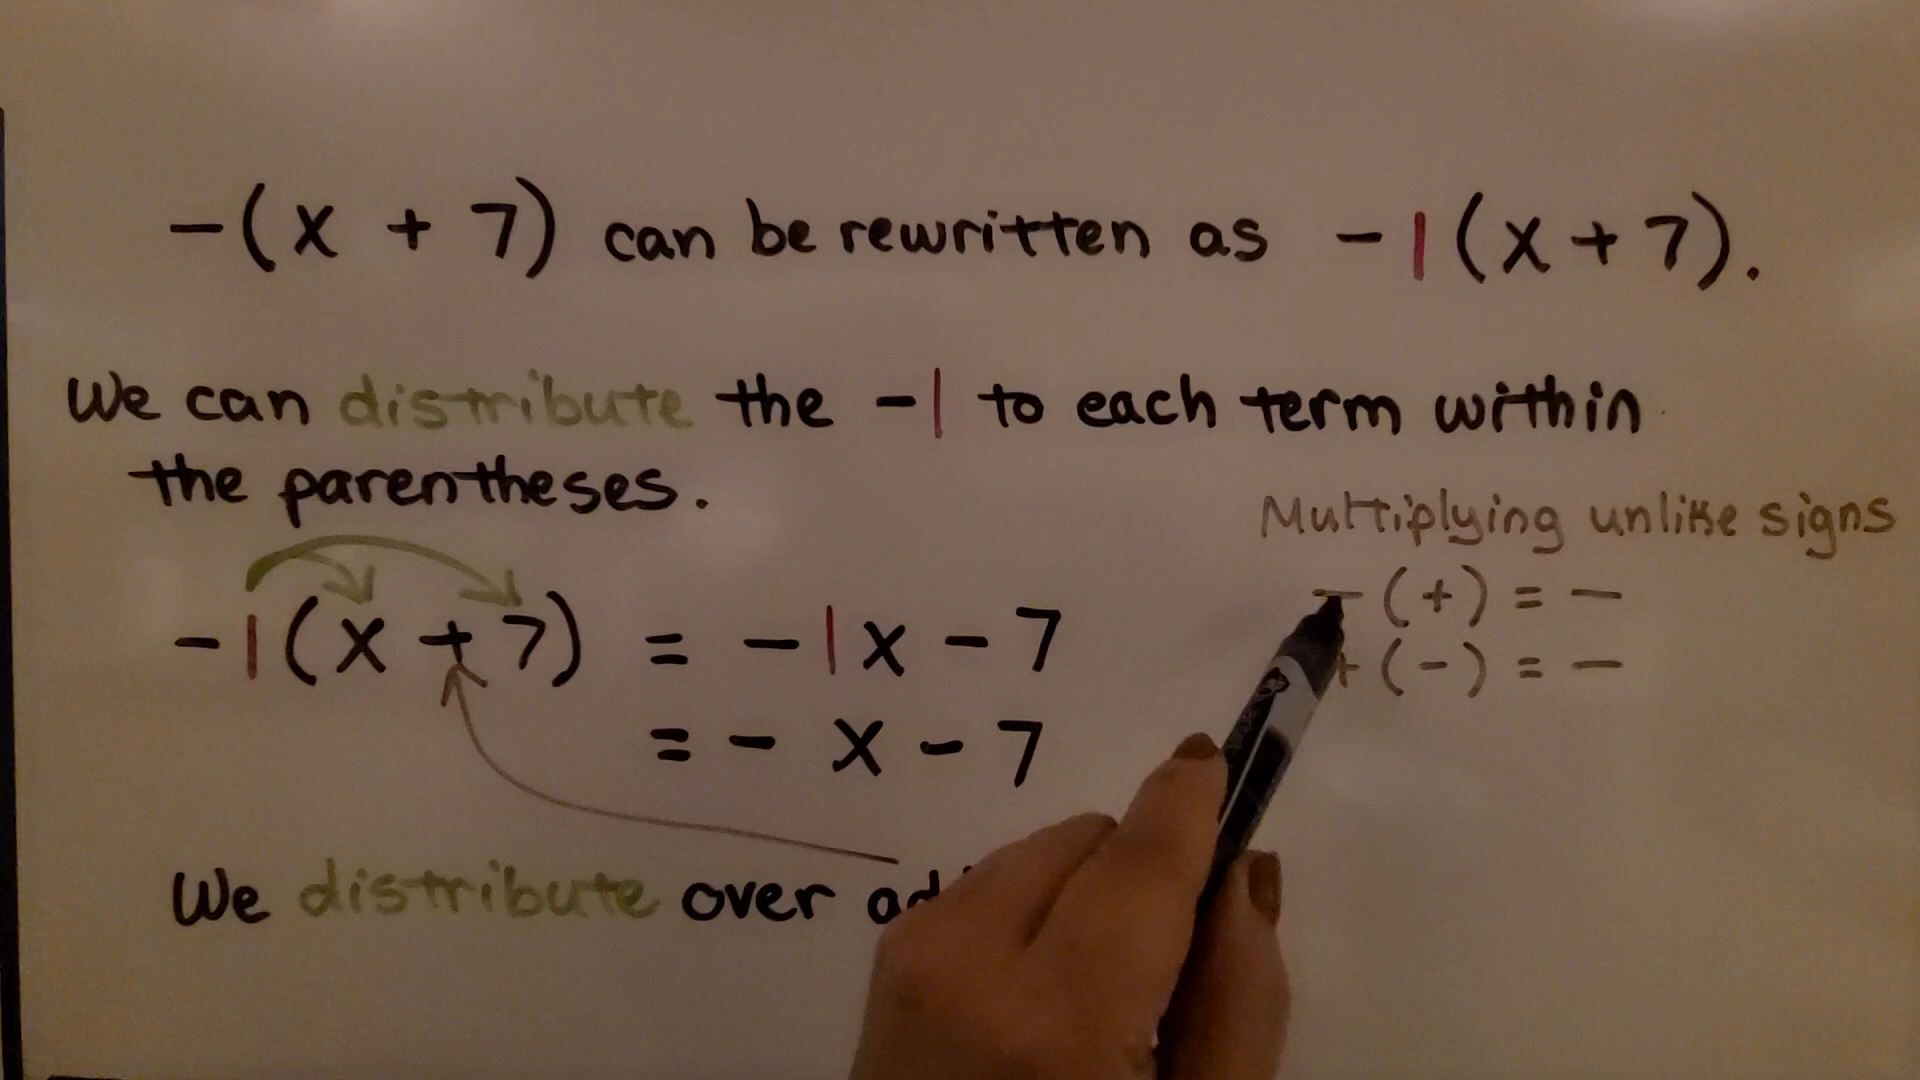 -(x + 7) can be rewritten as -1(x+7).
We can distribute the -1 to each term within
the parentheses.
Multiplying unlike signs
-(+) = -
+(-) = -
-1(x + 7) = -1x - 7
= - x - 7
We distribute over